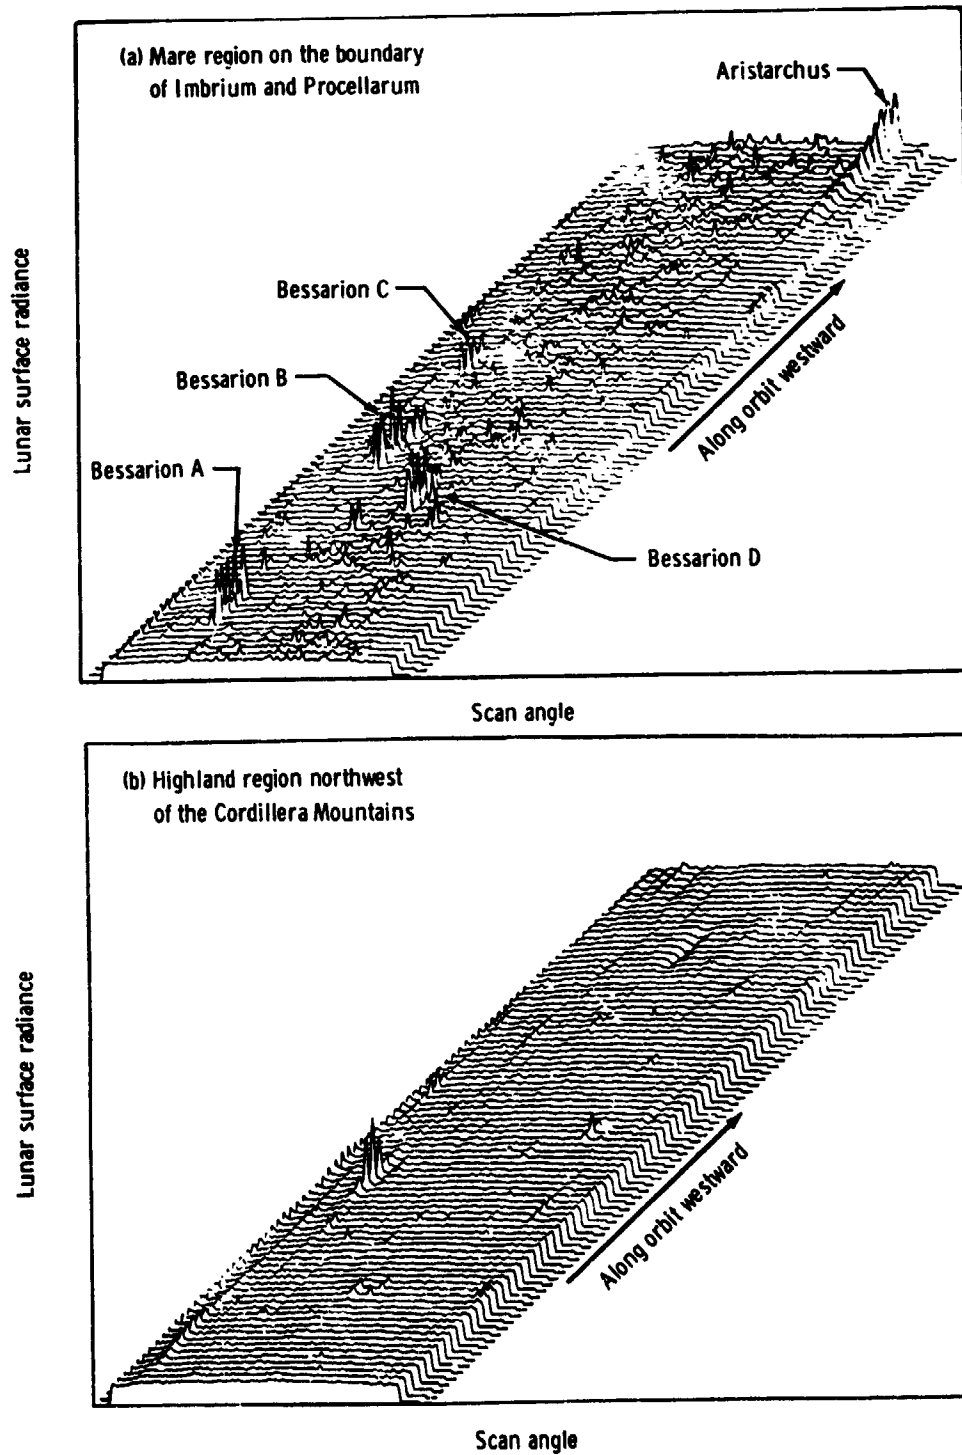 (a) Mare region on the boundary
of Imbrium and Procellarum
Aristarchus
Bessarion C
Bessarion B
Bessarion A
Bessarion D
Along orbit westward
Lunar surface radiance
Scan angle
(b) Highland region northwest
of the Cordillera Mountains
Along orbit westward
Lunar surface radiance
Scan angle